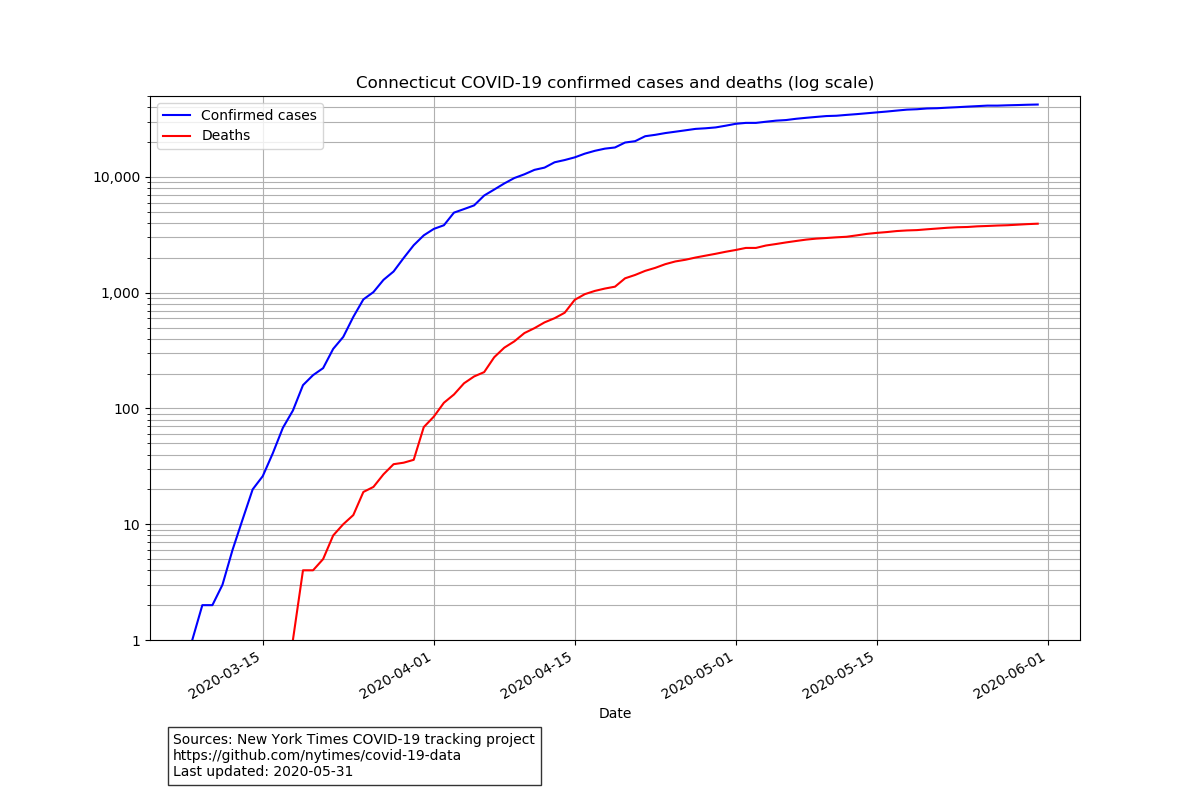 Connecticut COVID-19 confirmed cases and deaths (log scale)
Confirmed cases
Deaths
10,000
1,000
100
10
1
2020-03-15
2020-04-01
2020-04-15
2020-05-01
2020-05-15
2020-06-01
Date
Sources: New York Times COVID-19 tracking project
https://github.com/nytimes/covid-19-data
Last updated: 2020-05-31